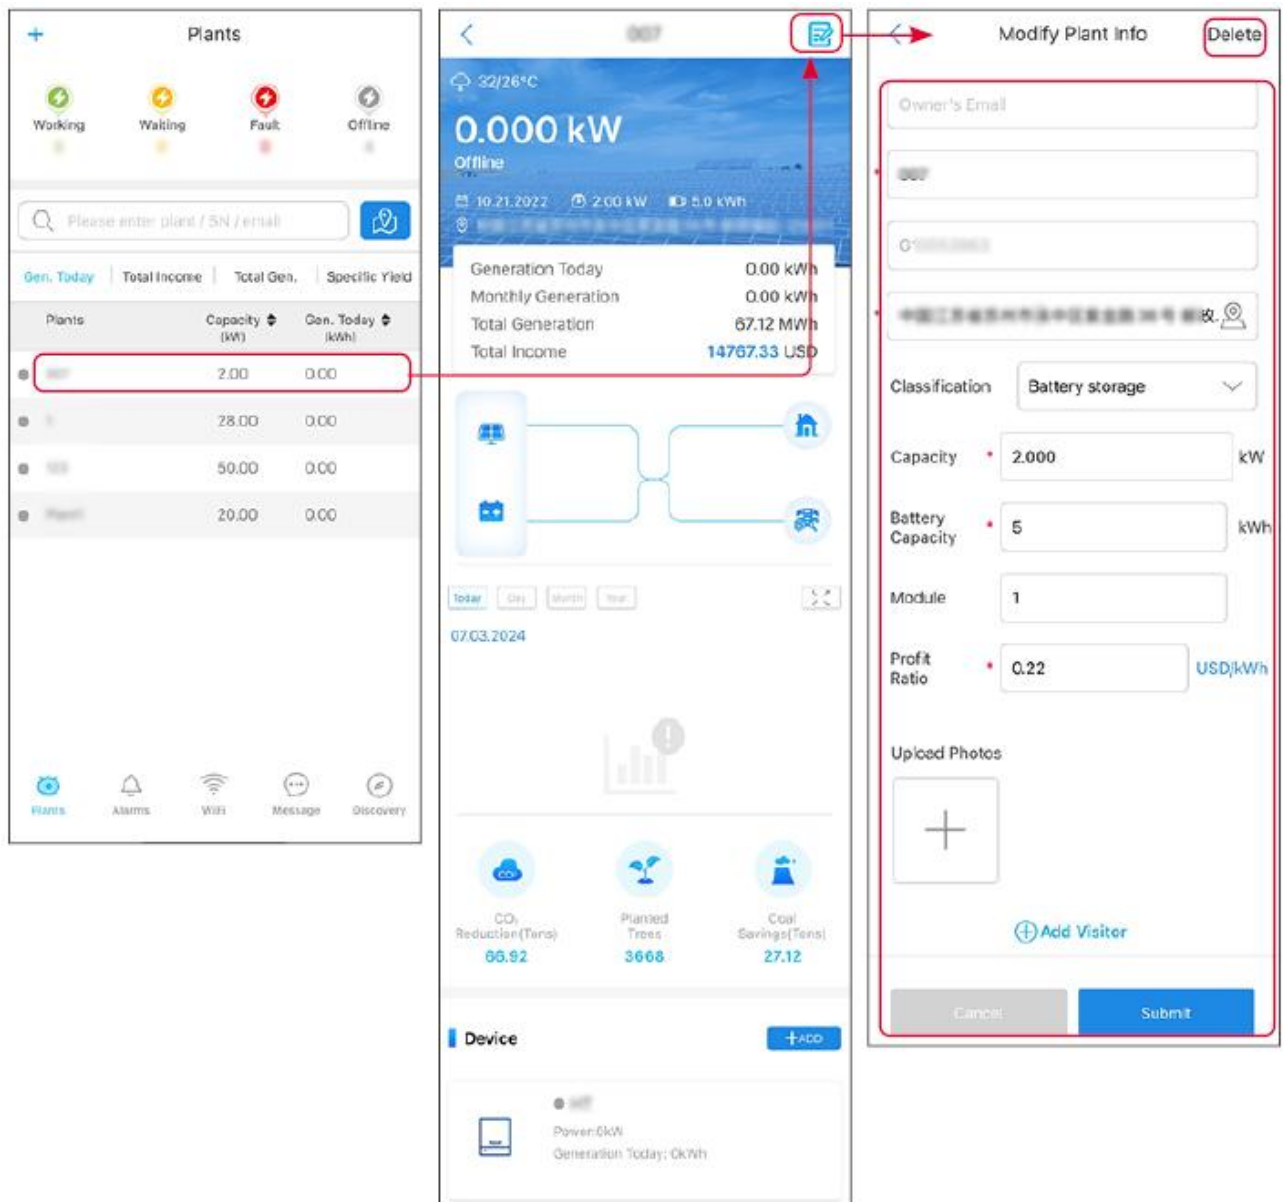 Plants
Working
Waiting
Fault
Offline
Please enter plant / SN / email
Gen. Today
Total Income
Total Gen.
Specific Yield
Plants
Capacity
(kW)
Gen. Today
(kWh)
2.00
0.00
28.00
0.00
50.00
0.00
20.00
0.00
Plants
Alarms
WiFi
Message
Discovery
007
32/26°C
0.000 kW
Offline
10.21.2022
2.00 kW
5.0 kWh
Generation Today
0.00 kWh
Monthly Generation
0.00 kWh
Total Generation
67.12 MWh
Total Income
14767.33 USD
Today
Day
Month
Year
07.03.2024
CO₂
Reduction(Tons)
66.92
Planted
Trees
3668
Coal
Savings(Tons)
27.12
Device
+ADD
Power:0kW
Generation Today: 0kWh
Modify Plant Info
Delete
Owner's Email
007
Classification
Battery storage
Capacity
*
2.000
kW
Battery
Capacity
*
5
kWh
Module
1
Profit
Ratio
*
0.22
USD/kWh
Upload Photos
Add Visitor
Cancel
Submit